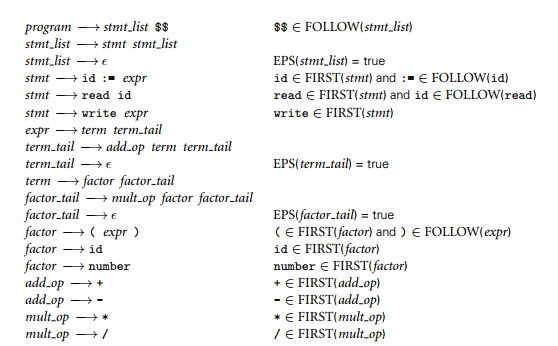 program ⟶ stmt_list $$ $$ ∈ FOLLOW(stmt_list)
stmt_list ⟶ stmt stmt_list
stmt_list ⟶ ϵ EPS(stmt_list) = true
stmt ⟶ id := expr id ∈ FIRST(stmt) and := ∈ FOLLOW(id)
stmt ⟶ read id read ∈ FIRST(stmt) and id ∈ FOLLOW(read)
stmt ⟶ write expr write ∈ FIRST(stmt)
expr ⟶ term term_tail
term_tail ⟶ add_op term term_tail
term_tail ⟶ ϵ EPS(term_tail) = true
term ⟶ factor factor_tail
factor_tail ⟶ mult_op factor factor_tail
factor_tail ⟶ ϵ EPS(factor_tail) = true
factor ⟶ ( expr ) ( ∈ FIRST(factor) and ) ∈ FOLLOW(expr)
factor ⟶ id id ∈ FIRST(factor)
factor ⟶ number number ∈ FIRST(factor)
add_op ⟶ + + ∈ FIRST(add_op)
add_op ⟶ - - ∈ FIRST(add_op)
mult_op ⟶ * * ∈ FIRST(mult_op)
mult_op ⟶ / / ∈ FIRST(mult_op)